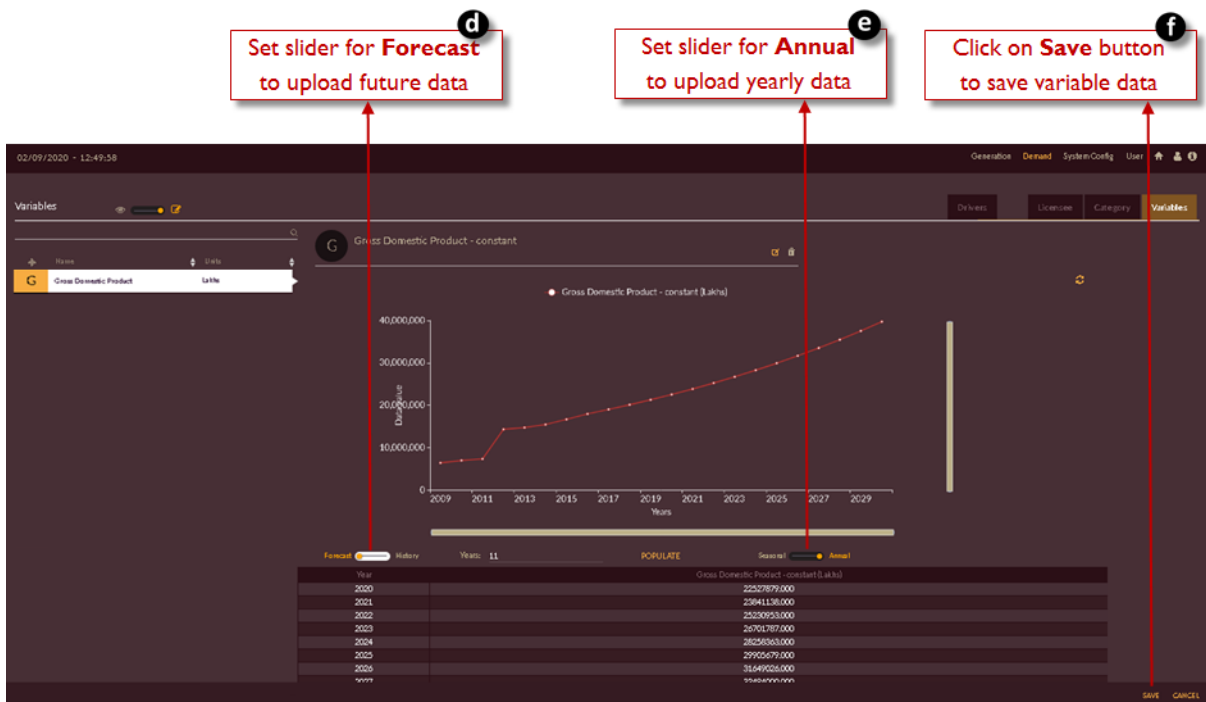 d
Set slider for Forecast
to upload future data
e
Set slider for Annual
to upload yearly data
f
Click on Save button
to save variable data
02/09/2020 - 12:49:58
Generation Demand System Config User
Variables
Drivers Licensee Category Variables
G Gross Domestic Product - constant
Name Units
G Gross Domestic Product Lakhs
Gross Domestic Product - constant (Lakhs)
40,000,000
30,000,000
20,000,000
10,000,000
0
Data Value
2009 2011 2013 2015 2017 2019 2021 2023 2025 2027 2029
Years
Forecast History Years: 11 POPULATE Seasonal Annual
Year Gross Domestic Product - constant (Lakhs)
2020 22527879.000
2021 23841138.000
2022 25230953.000
2023 26701787.000
2024 28258363.000
2025 29905679.000
2026 31649026.000
2027
SAVE CANCEL